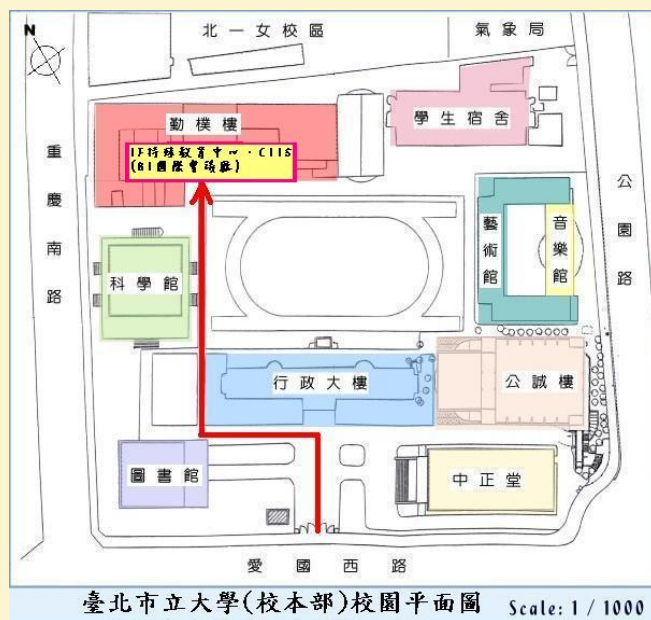 N
北一女校區
氣象局
勤樸樓
學生宿舍
1F特殊教育中心．C115
(B1國際會議廳)
重慶南路
公園路
藝術館
音樂館
科學館
行政大樓
公誠樓
圖書館
中正堂
愛國西路
臺北市立大學(校本部)校園平面圖 Scale: 1 / 1000